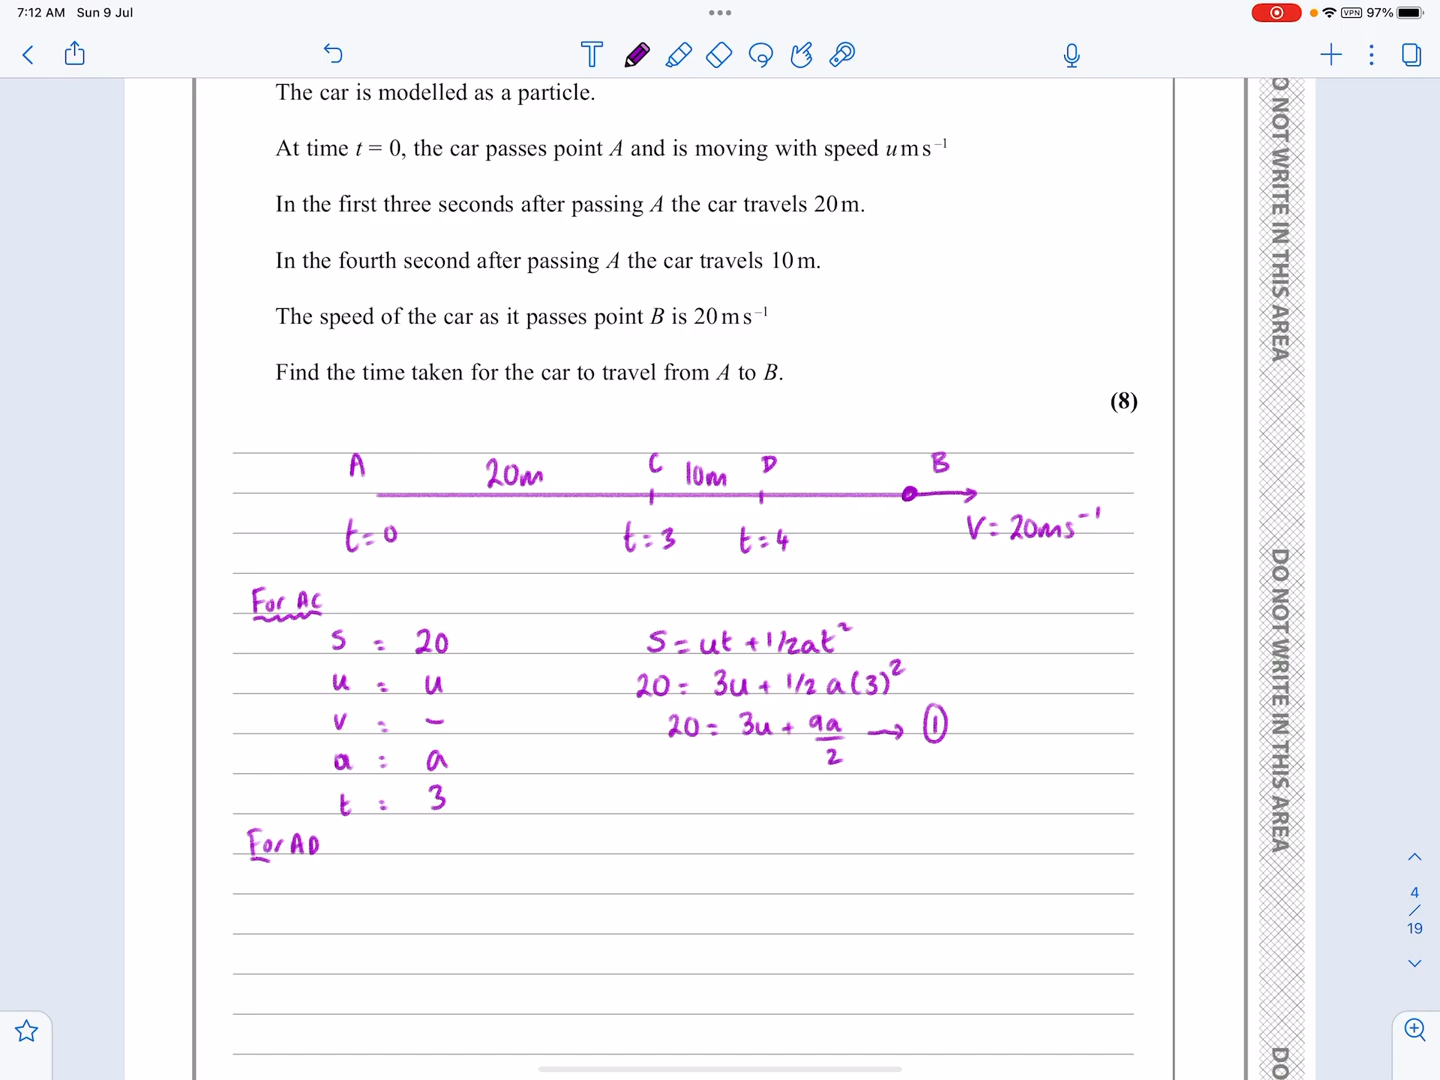 7:12 AM Sun 9 Jul
VPN 97%
The car is modelled as a particle.
At time t = 0, the car passes point A and is moving with speed u m s⁻¹
In the first three seconds after passing A the car travels 20 m.
In the fourth second after passing A the car travels 10 m.
The speed of the car as it passes point B is 20 m s⁻¹
Find the time taken for the car to travel from A to B.
(8)
A 20m C 10m D B
t=0 t=3 t=4 V=20ms⁻¹
For AC
s = 20
u = u
v = –
a = a
t = 3
S = ut + 1/2at²
20 = 3u + 1/2 a(3)²
20 = 3u + 9a/2 → ①
For AD
O NOT WRITE IN THIS AREA
DO NOT WRITE IN THIS AREA
DO
4
/
19